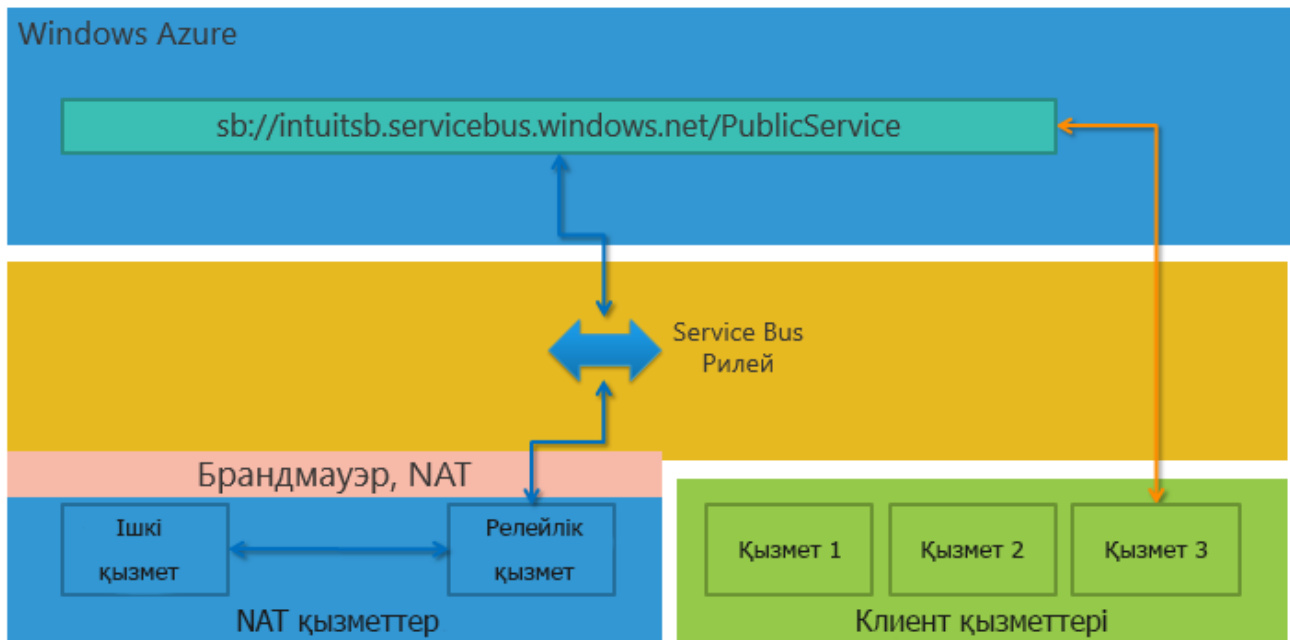 Windows Azure
sb://intuitsb.servicebus.windows.net/PublicService
Service Bus
Рилей
Брандмауэр, NAT
Ішкі
қызмет
Релейлік
қызмет
NAT қызметтер
Қызмет 1
Қызмет 2
Қызмет 3
Клиент қызметтері